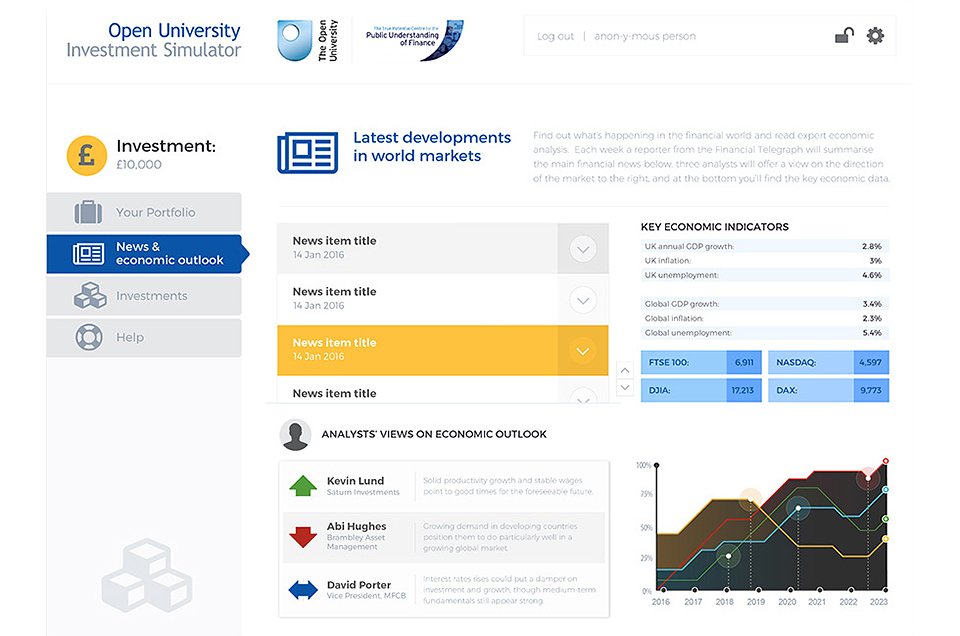 Open University
Investment Simulator
The Open
University
The True Potential Centre for the
Public Understanding
of Finance
Log out | anon-y-mous person
Investment:
£10,000
Your Portfolio
News &
economic outlook
Investments
Help
Latest developments
in world markets
Find out what's happening in the financial world and read expert economic
analysis. Each week a reporter from the Financial Telegraph will summarise
the main financial news below, three analysts will offer a view on the direction
of the market to the right, and at the bottom you'll find the key economic data.
News item title
14 Jan 2016
News item title
14 Jan 2016
News item title
14 Jan 2016
News item title
KEY ECONOMIC INDICATORS
UK annual GDP growth: 2.8%
UK inflation: 3%
UK unemployment: 4.6%
Global GDP growth: 3.4%
Global inflation: 2.3%
Global unemployment: 5.4%
FTSE 100: 6,911 NASDAQ: 4,597
DJIA: 17,213 DAX: 9,773
ANALYSTS' VIEWS ON ECONOMIC OUTLOOK
Kevin Lund
Saturn Investments
Solid productivity growth and stable wages
point to good times for the foreseeable future.
Abi Hughes
Brambley Asset
Management
Growing demand in developing countries
position them to do particularly well in a
growing global market.
David Porter
Vice President, MFCB
Interest rates rises could put a damper on
investment and growth, though medium-term
fundamentals still appear strong.
100%
75%
50%
25%
0%
2016 2017 2018 2019 2020 2021 2022 2023